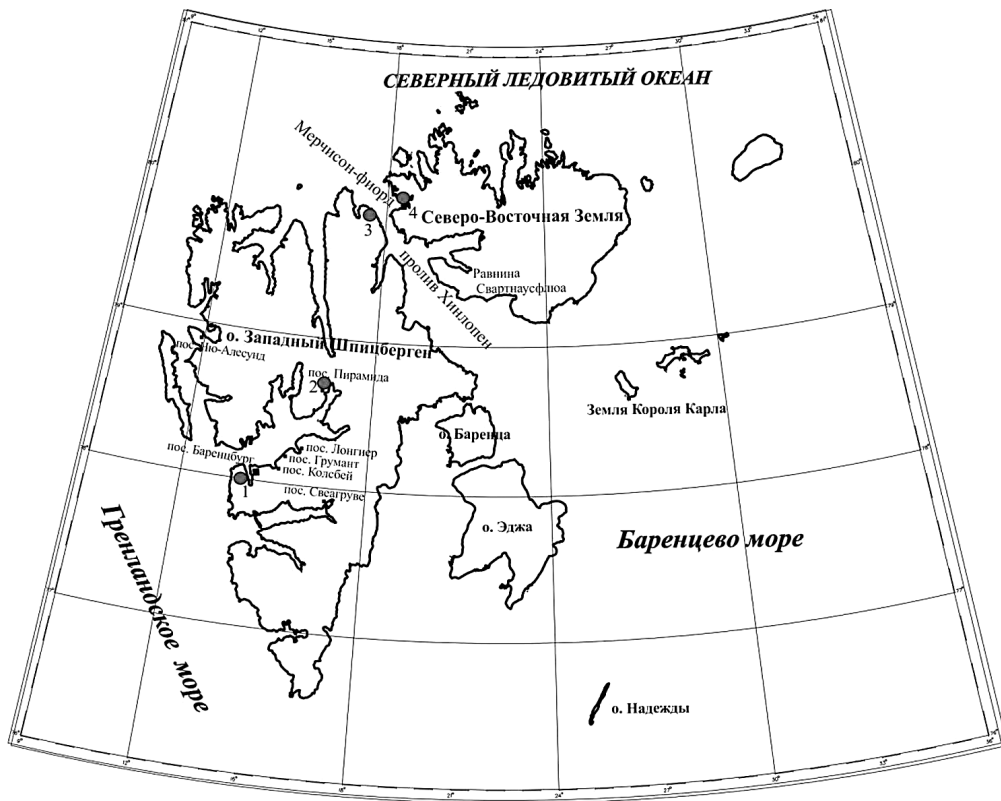 СЕВЕРНЫЙ ЛЕДОВИТЫЙ ОКЕАН
Мерчисон-фиорд
4
3
Северо-Восточная Земля
пролив Хинлопен
Равнина
Свартнаусфлюа
о. Западный Шпицберген
пос. Ню-Алесунд
пос. Пирамида
2
Земля Короля Карла
о. Баренца
пос. Лонгиер
пос. Баренцбург
пос. Грумант
пос. Колсбей
1
пос. Свеагруве
о. Эджа
Баренцево море
Гренландское море
о. Надежды